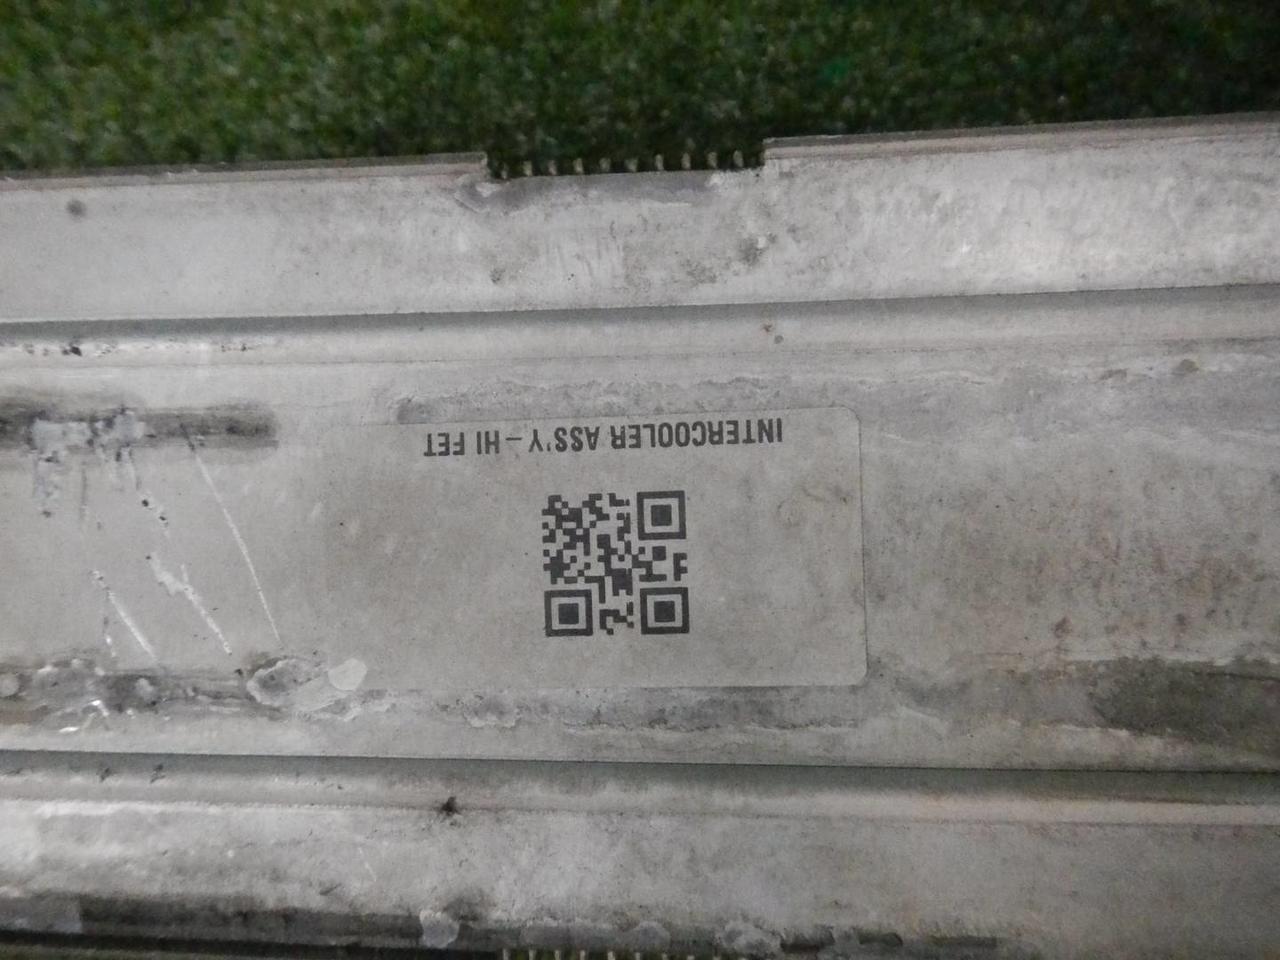 INTERCOOLER ASS'Y-HI FET